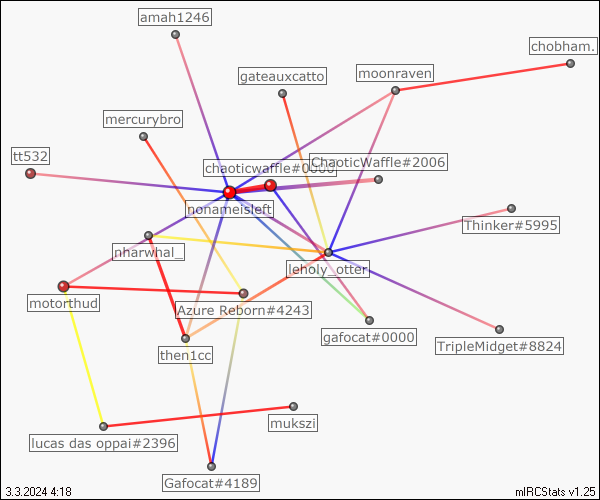 amah1246
chobham.
gateauxcatto
moonraven
mercurybro
tt532
chaoticwaffle#0000
ChaoticWaffle#2006
nonameisleft
Thinker#5995
nharwhal_
leholy_otter
motorthud
Azure Reborn#4243
gafocat#0000
TripleMidget#8824
then1cc
mukszi
lucas das oppai#2396
Gafocat#4189
3.3.2024 4:18
mIRCStats v1.25